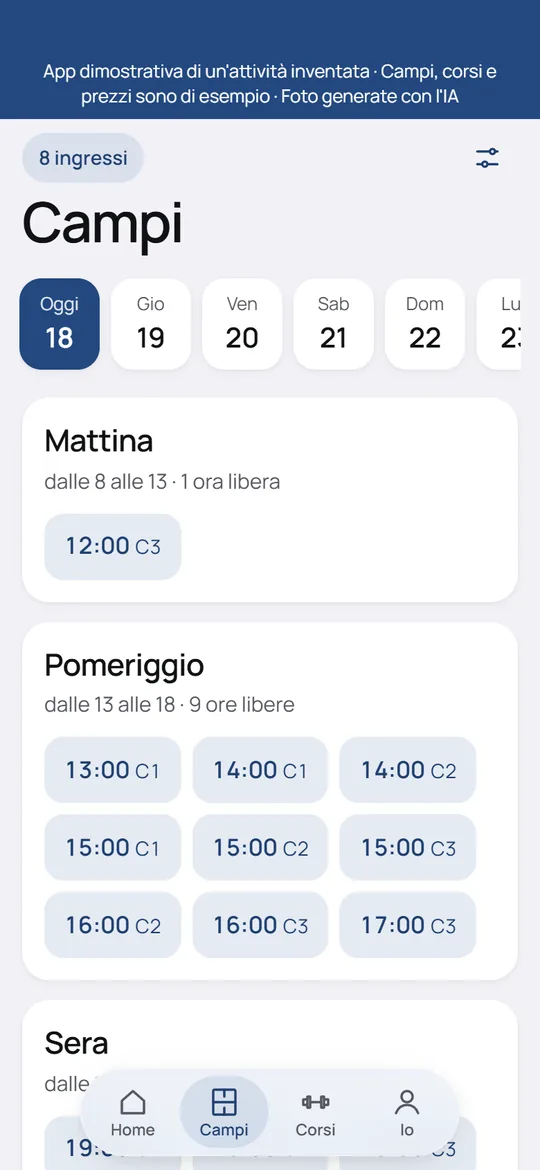 App dimostrativa di un'attività inventata · Campi, corsi e
prezzi sono di esempio · Foto generate con l'IA
8 ingressi
Campi
Oggi Gio Ven Sab Dom
18 19 20 21 22
Mattina
dalle 8 alle 13 · 1 ora libera
12:00 C3
Pomeriggio
dalle 13 alle 18 · 9 ore libere
13:00 C1 14:00 C1 14:00 C2
15:00 C1 15:00 C2 15:00 C3
16:00 C2 16:00 C3 17:00 C3
Sera
dalle
Home Campi Corsi Io